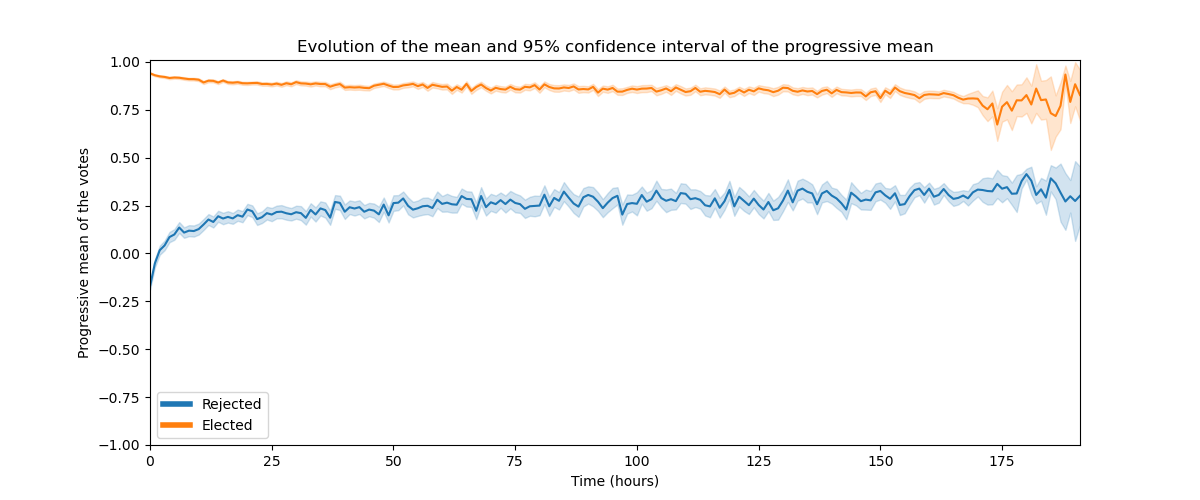 Evolution of the mean and 95% confidence interval of the progressive mean
Progressive mean of the votes
1.00
0.75
0.50
0.25
0.00
−0.25
−0.50
−0.75
−1.00
Rejected
Elected
0 25 50 75 100 125 150 175
Time (hours)